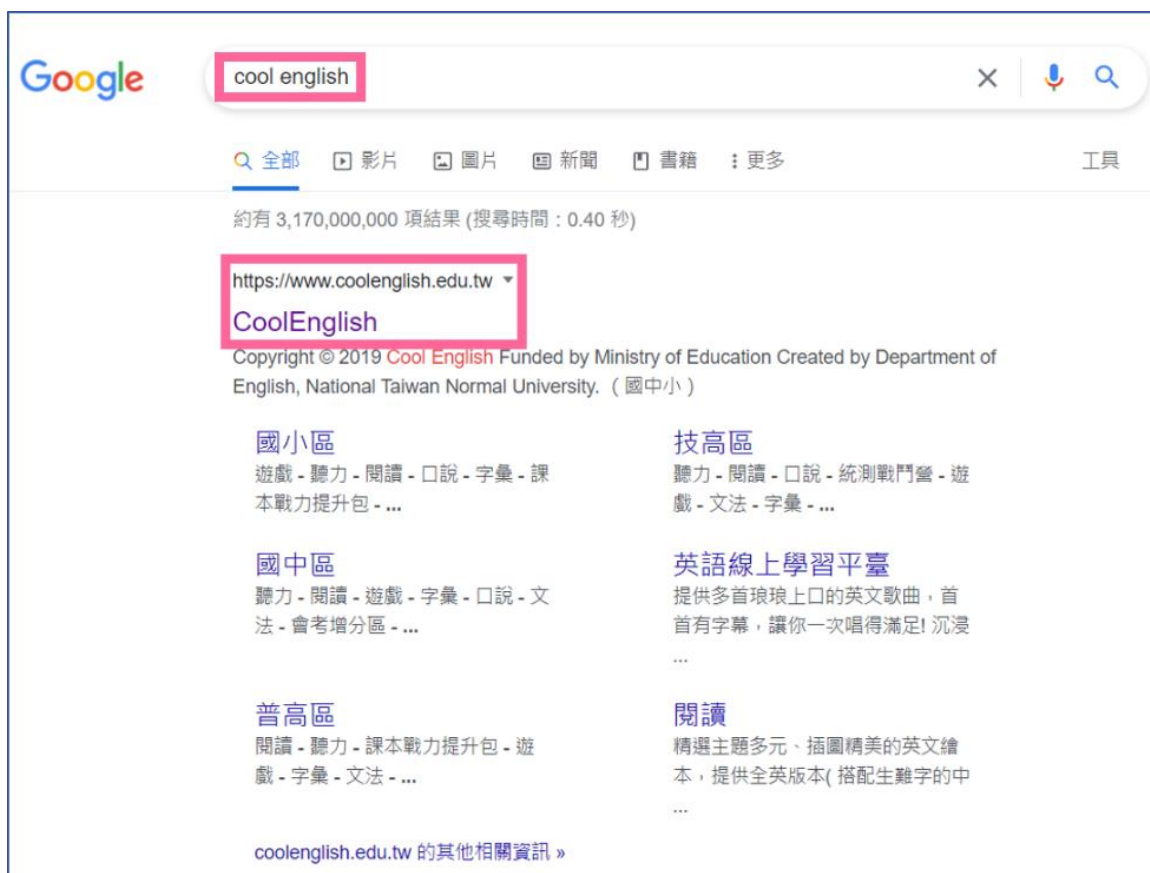 Google
cool english
全部 影片 圖片 新聞 書籍 更多 工具
約有 3,170,000,000 項結果 (搜尋時間：0.40 秒)
https://www.coolenglish.edu.tw
CoolEnglish
Copyright © 2019 Cool English Funded by Ministry of Education Created by Department of
English, National Taiwan Normal University. （國中小）
國小區
遊戲 - 聽力 - 閱讀 - 口說 - 字彙 - 課
本戰力提升包 - ...
技高區
聽力 - 閱讀 - 口說 - 統測戰鬥營 - 遊
戲 - 文法 - 字彙 - ...
國中區
聽力 - 閱讀 - 遊戲 - 字彙 - 口說 - 文
法 - 會考增分區 - ...
英語線上學習平臺
提供多首琅琅上口的英文歌曲，首
首有字幕，讓你一次唱得滿足! 沉浸
...
普高區
閱讀 - 聽力 - 課本戰力提升包 - 遊
戲 - 字彙 - 文法 - ...
閱讀
精選主題多元、插圖精美的英文繪
本，提供全英版本( 搭配生難字的中
...
coolenglish.edu.tw 的其他相關資訊 »